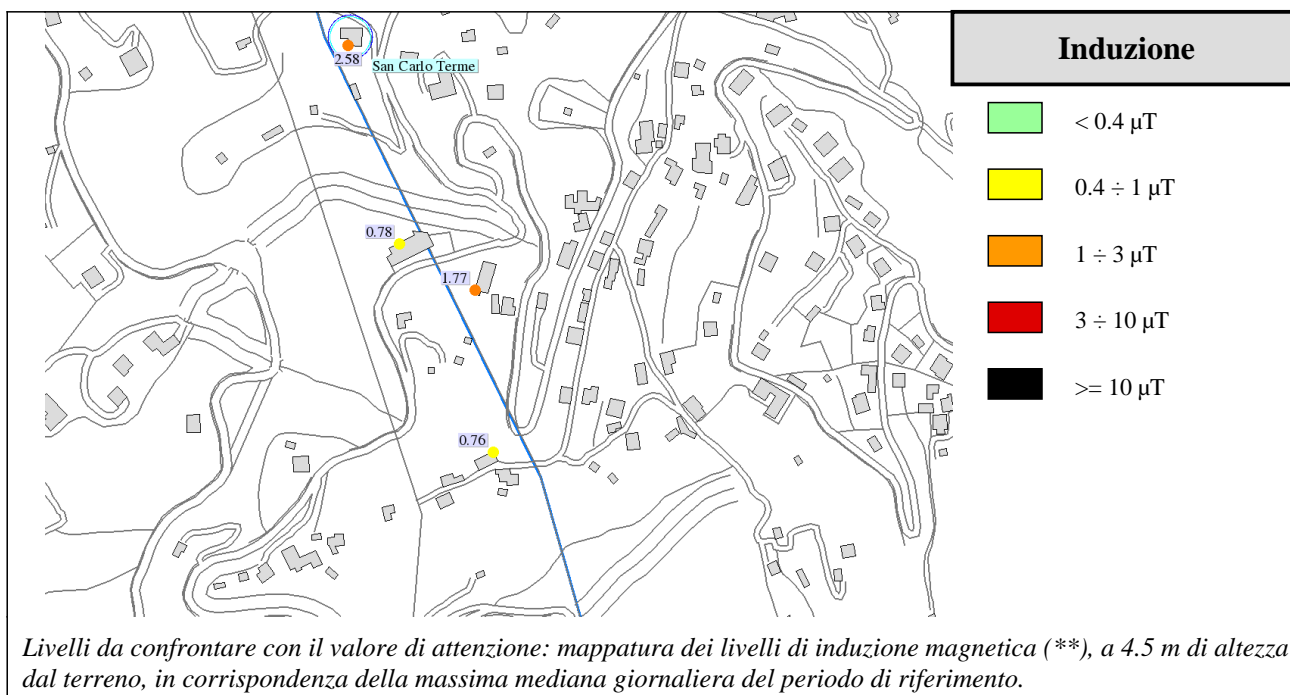 Induzione
< 0.4 µT
0.4 ÷ 1 µT
1 ÷ 3 µT
3 ÷ 10 µT
>= 10 µT
2.58
San Carlo Terme
0.78
1.77
0.76
Livelli da confrontare con il valore di attenzione: mappatura dei livelli di induzione magnetica (**), a 4.5 m di altezza
dal terreno, in corrispondenza della massima mediana giornaliera del periodo di riferimento.